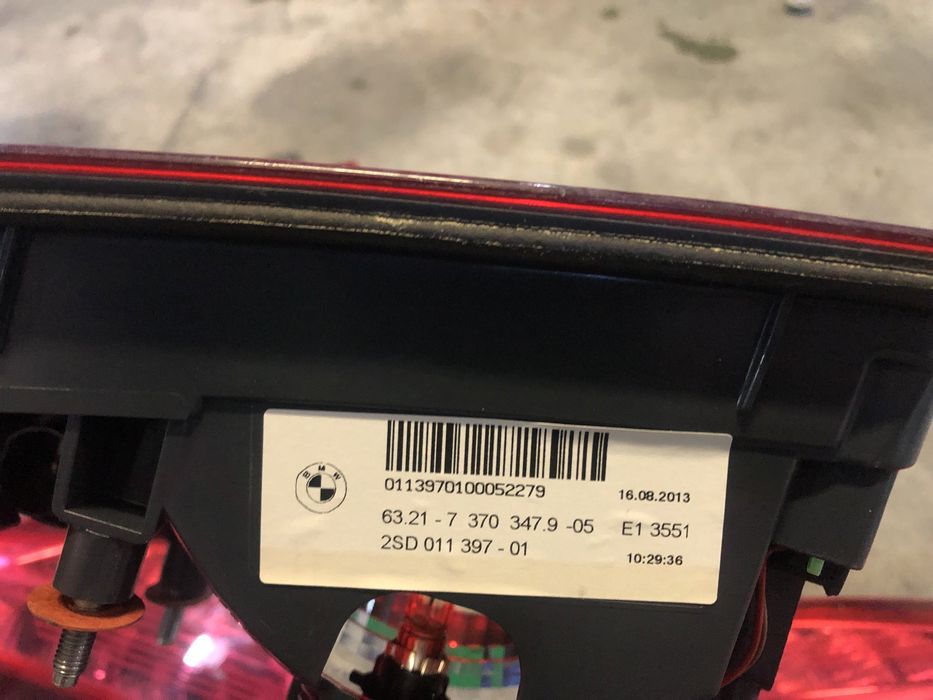 BMW
0113970100052279
16.08.2013
63.21 - 7 370 347.9 -05 E1 3551
2SD 011 397 - 01
10:29:36